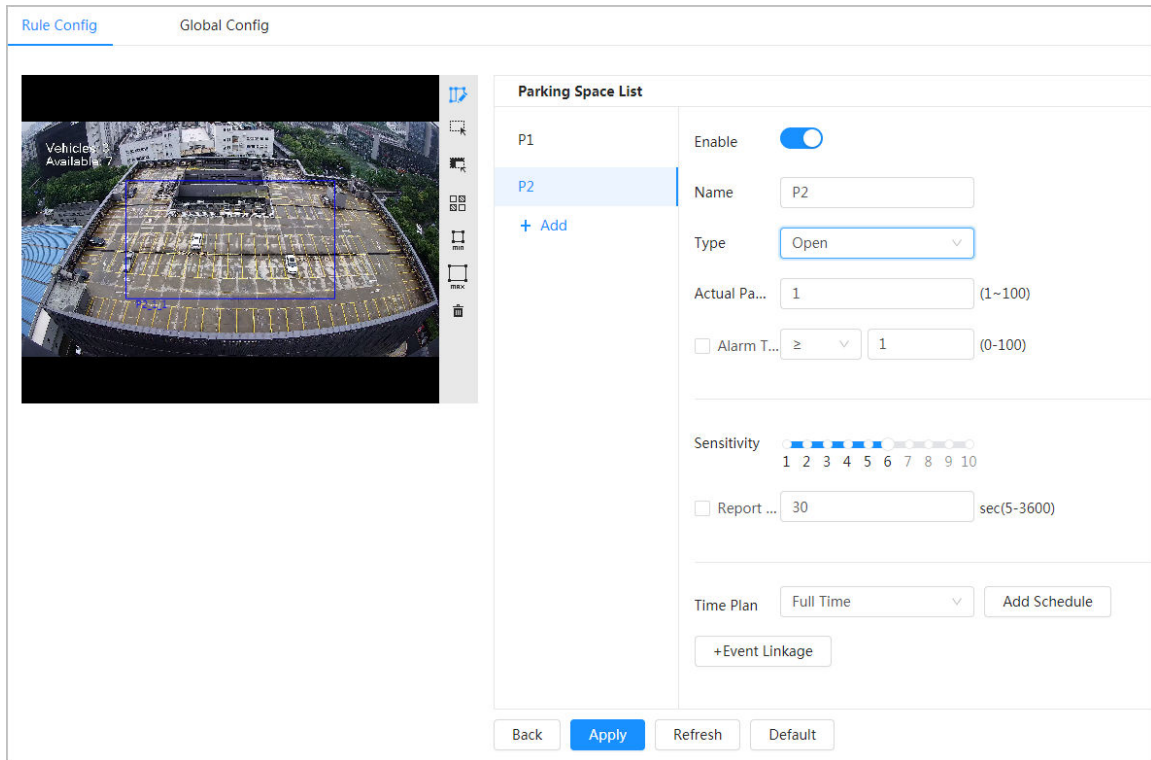 Rule Config Global Config
Vehicles: 3
Available: 7
min
max
Parking Space List
P1
P2
+ Add
Enable
Name P2
Type Open
Actual Pa... 1 (1~100)
Alarm T... ≥ 1 (0-100)
Sensitivity
1 2 3 4 5 6 7 8 9 10
Report ... 30 sec(5-3600)
Time Plan Full Time Add Schedule
+Event Linkage
Back Apply Refresh Default